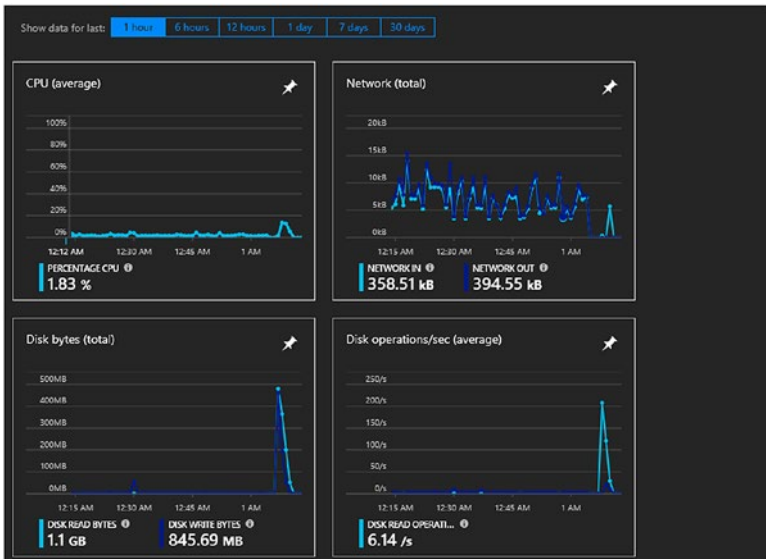 Show data for last: 1 hour 6 hours 12 hours 1 day 7 days 30 days
CPU (average)
100%
80%
60%
40%
20%
0%
12:12 AM 12:30 AM 12:45 AM 1 AM
PERCENTAGE CPU
1.83 %
Network (total)
20kB
15kB
10kB
5kB
0kB
12:15 AM 12:30 AM 12:45 AM 1 AM
NETWORK IN NETWORK OUT
358.51 kB 394.55 kB
Disk bytes (total)
500MB
400MB
300MB
200MB
100MB
0MB
12:15 AM 12:30 AM 12:45 AM 1 AM
DISK READ BYTES DISK WRITE BYTES
1.1 GB 845.69 MB
Disk operations/sec (average)
250/s
200/s
150/s
100/s
50/s
0/s
12:15 AM 12:30 AM 12:45 AM 1 AM
DISK READ OPERATI...
6.14 /s